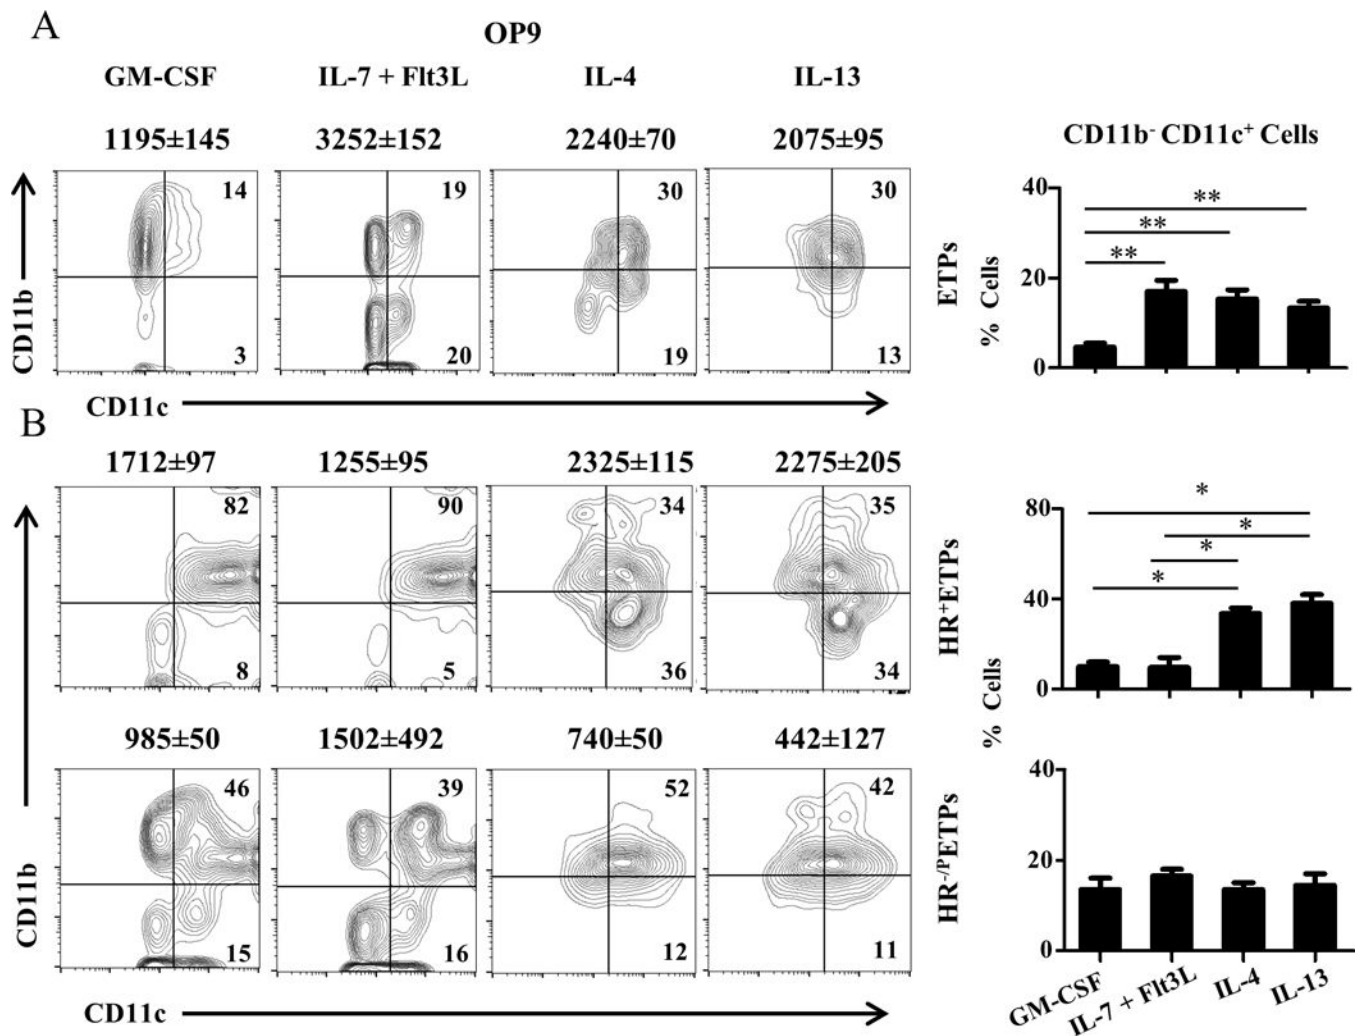 A
OP9
GM-CSF IL-7 + Flt3L IL-4 IL-13
1195±145 3252±152 2240±70 2075±95
CD11b⁻ CD11c⁺ Cells
14 19 30 30
3 20 19 13
CD11b
CD11c
ETPs
% Cells
40
20
0
** ** **
B
1712±97 1255±95 2325±115 2275±205
82 90 34 35
8 5 36 34
HR⁺ETPs
80
40
0
* * * *
985±50 1502±492 740±50 442±127
46 39 52 42
15 16 12 11
CD11b
CD11c
HR⁻/ᴾETPs
% Cells
40
20
0
GM-CSF
IL-7 + Flt3L
IL-4
IL-13